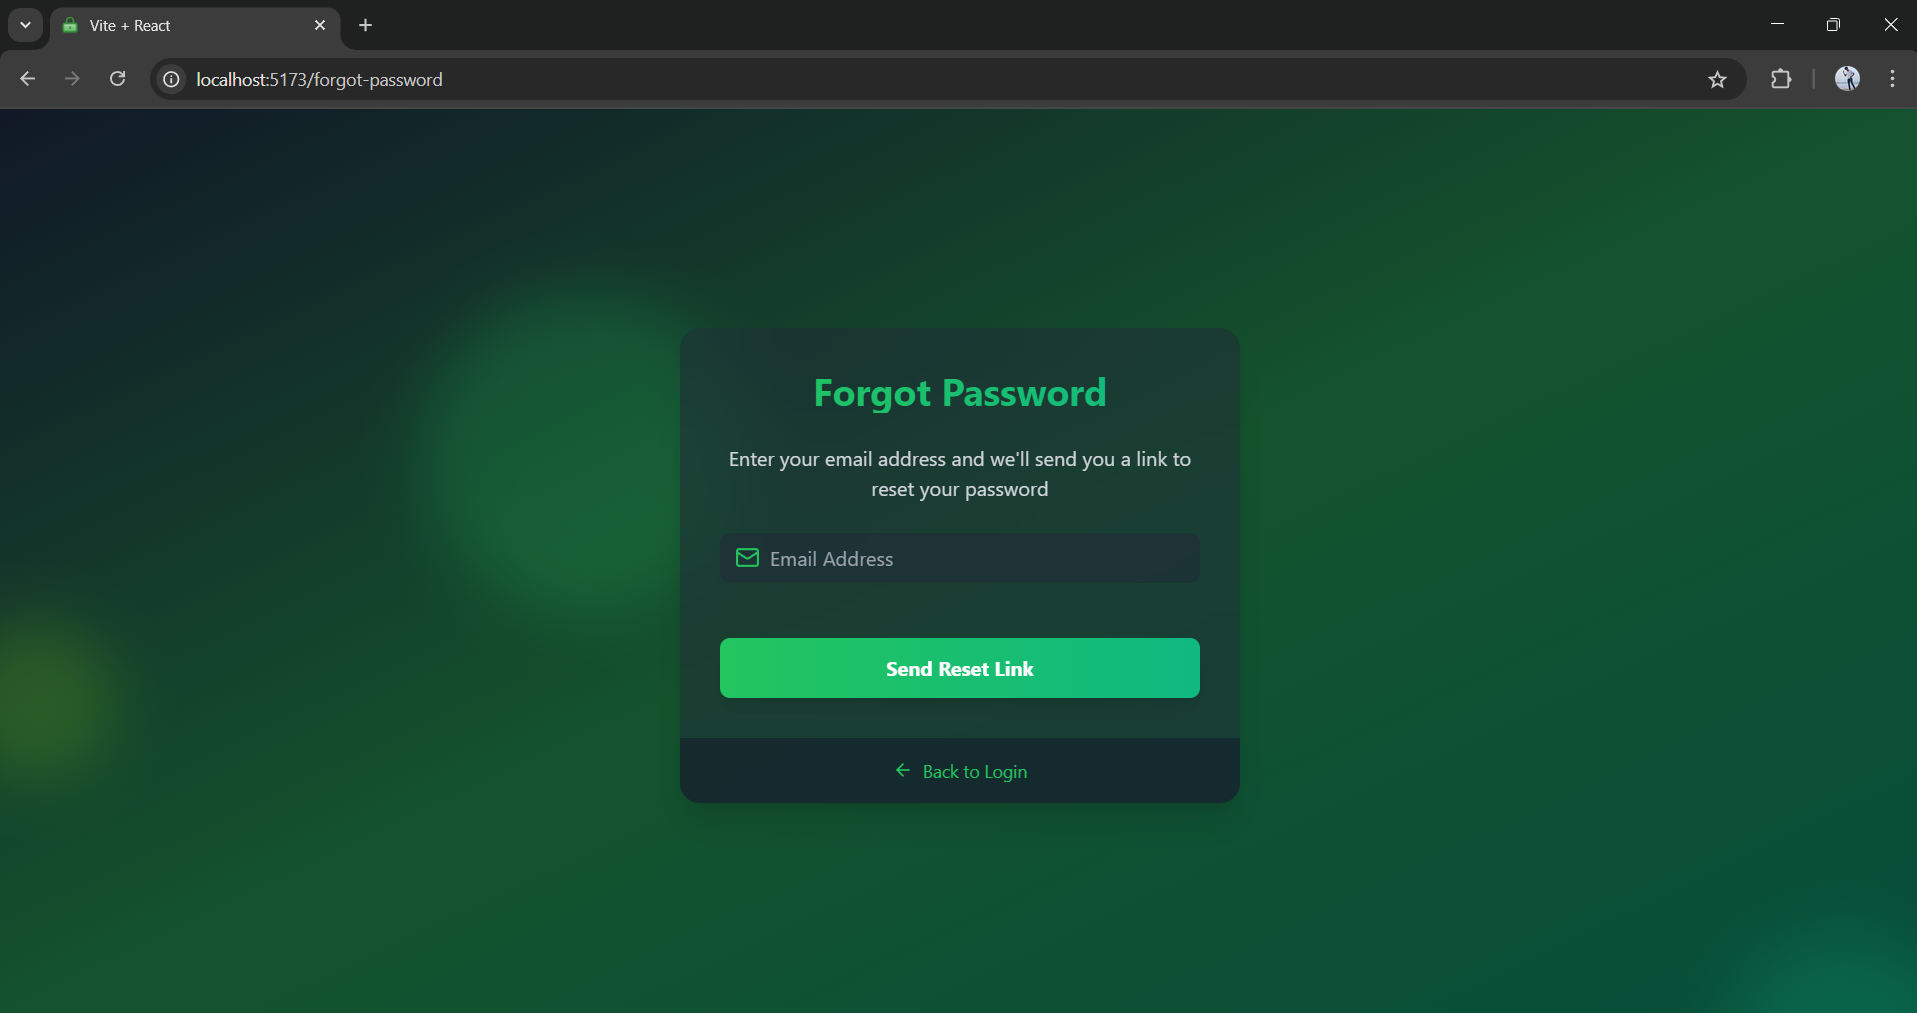 Vite + React
localhost:5173/forgot-password
Forgot Password
Enter your email address and we'll send you a link to
reset your password
Email Address
Send Reset Link
Back to Login